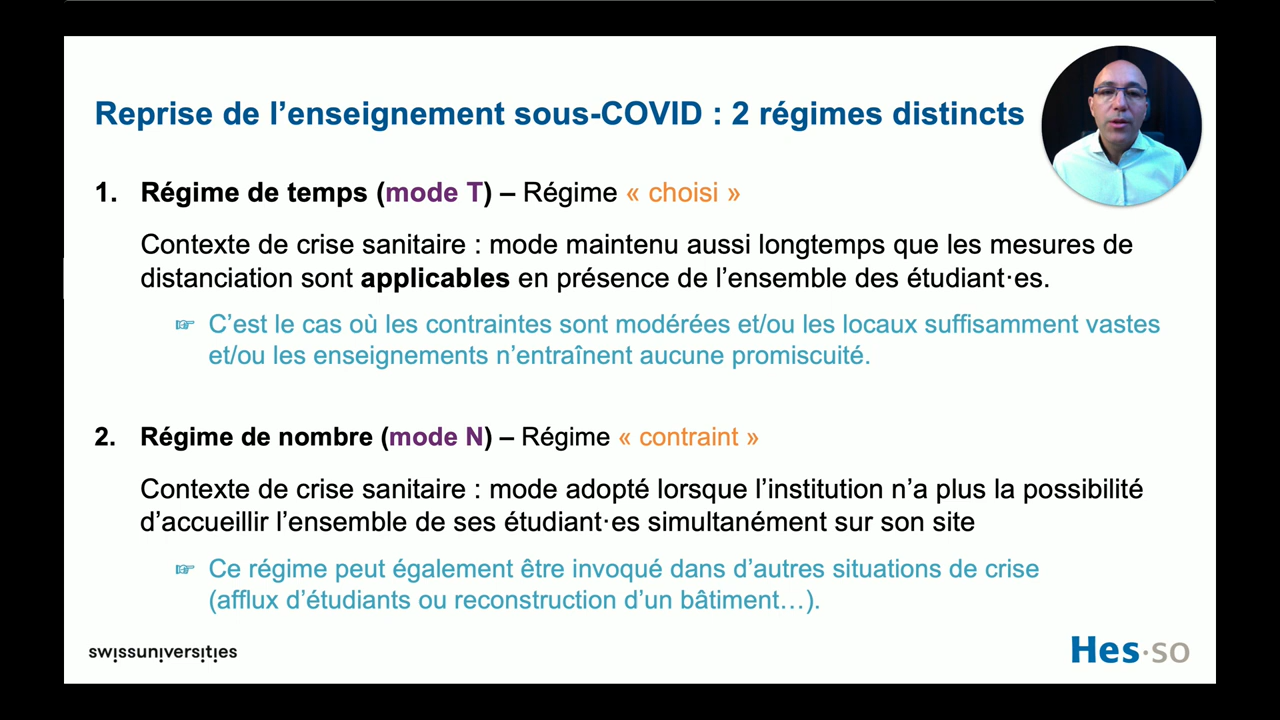 Reprise de l’enseignement sous-COVID : 2 régimes distincts
1. Régime de temps (mode T) – Régime « choisi »
Contexte de crise sanitaire : mode maintenu aussi longtemps que les mesures de
distanciation sont applicables en présence de l’ensemble des étudiant·es.
☞ C’est le cas où les contraintes sont modérées et/ou les locaux suffisamment vastes
et/ou les enseignements n’entraînent aucune promiscuité.
2. Régime de nombre (mode N) – Régime « contraint »
Contexte de crise sanitaire : mode adopté lorsque l’institution n’a plus la possibilité
d’accueillir l’ensemble de ses étudiant·es simultanément sur son site
☞ Ce régime peut également être invoqué dans d’autres situations de crise
(afflux d’étudiants ou reconstruction d’un bâtiment…).
swissuniversities
Hes·so